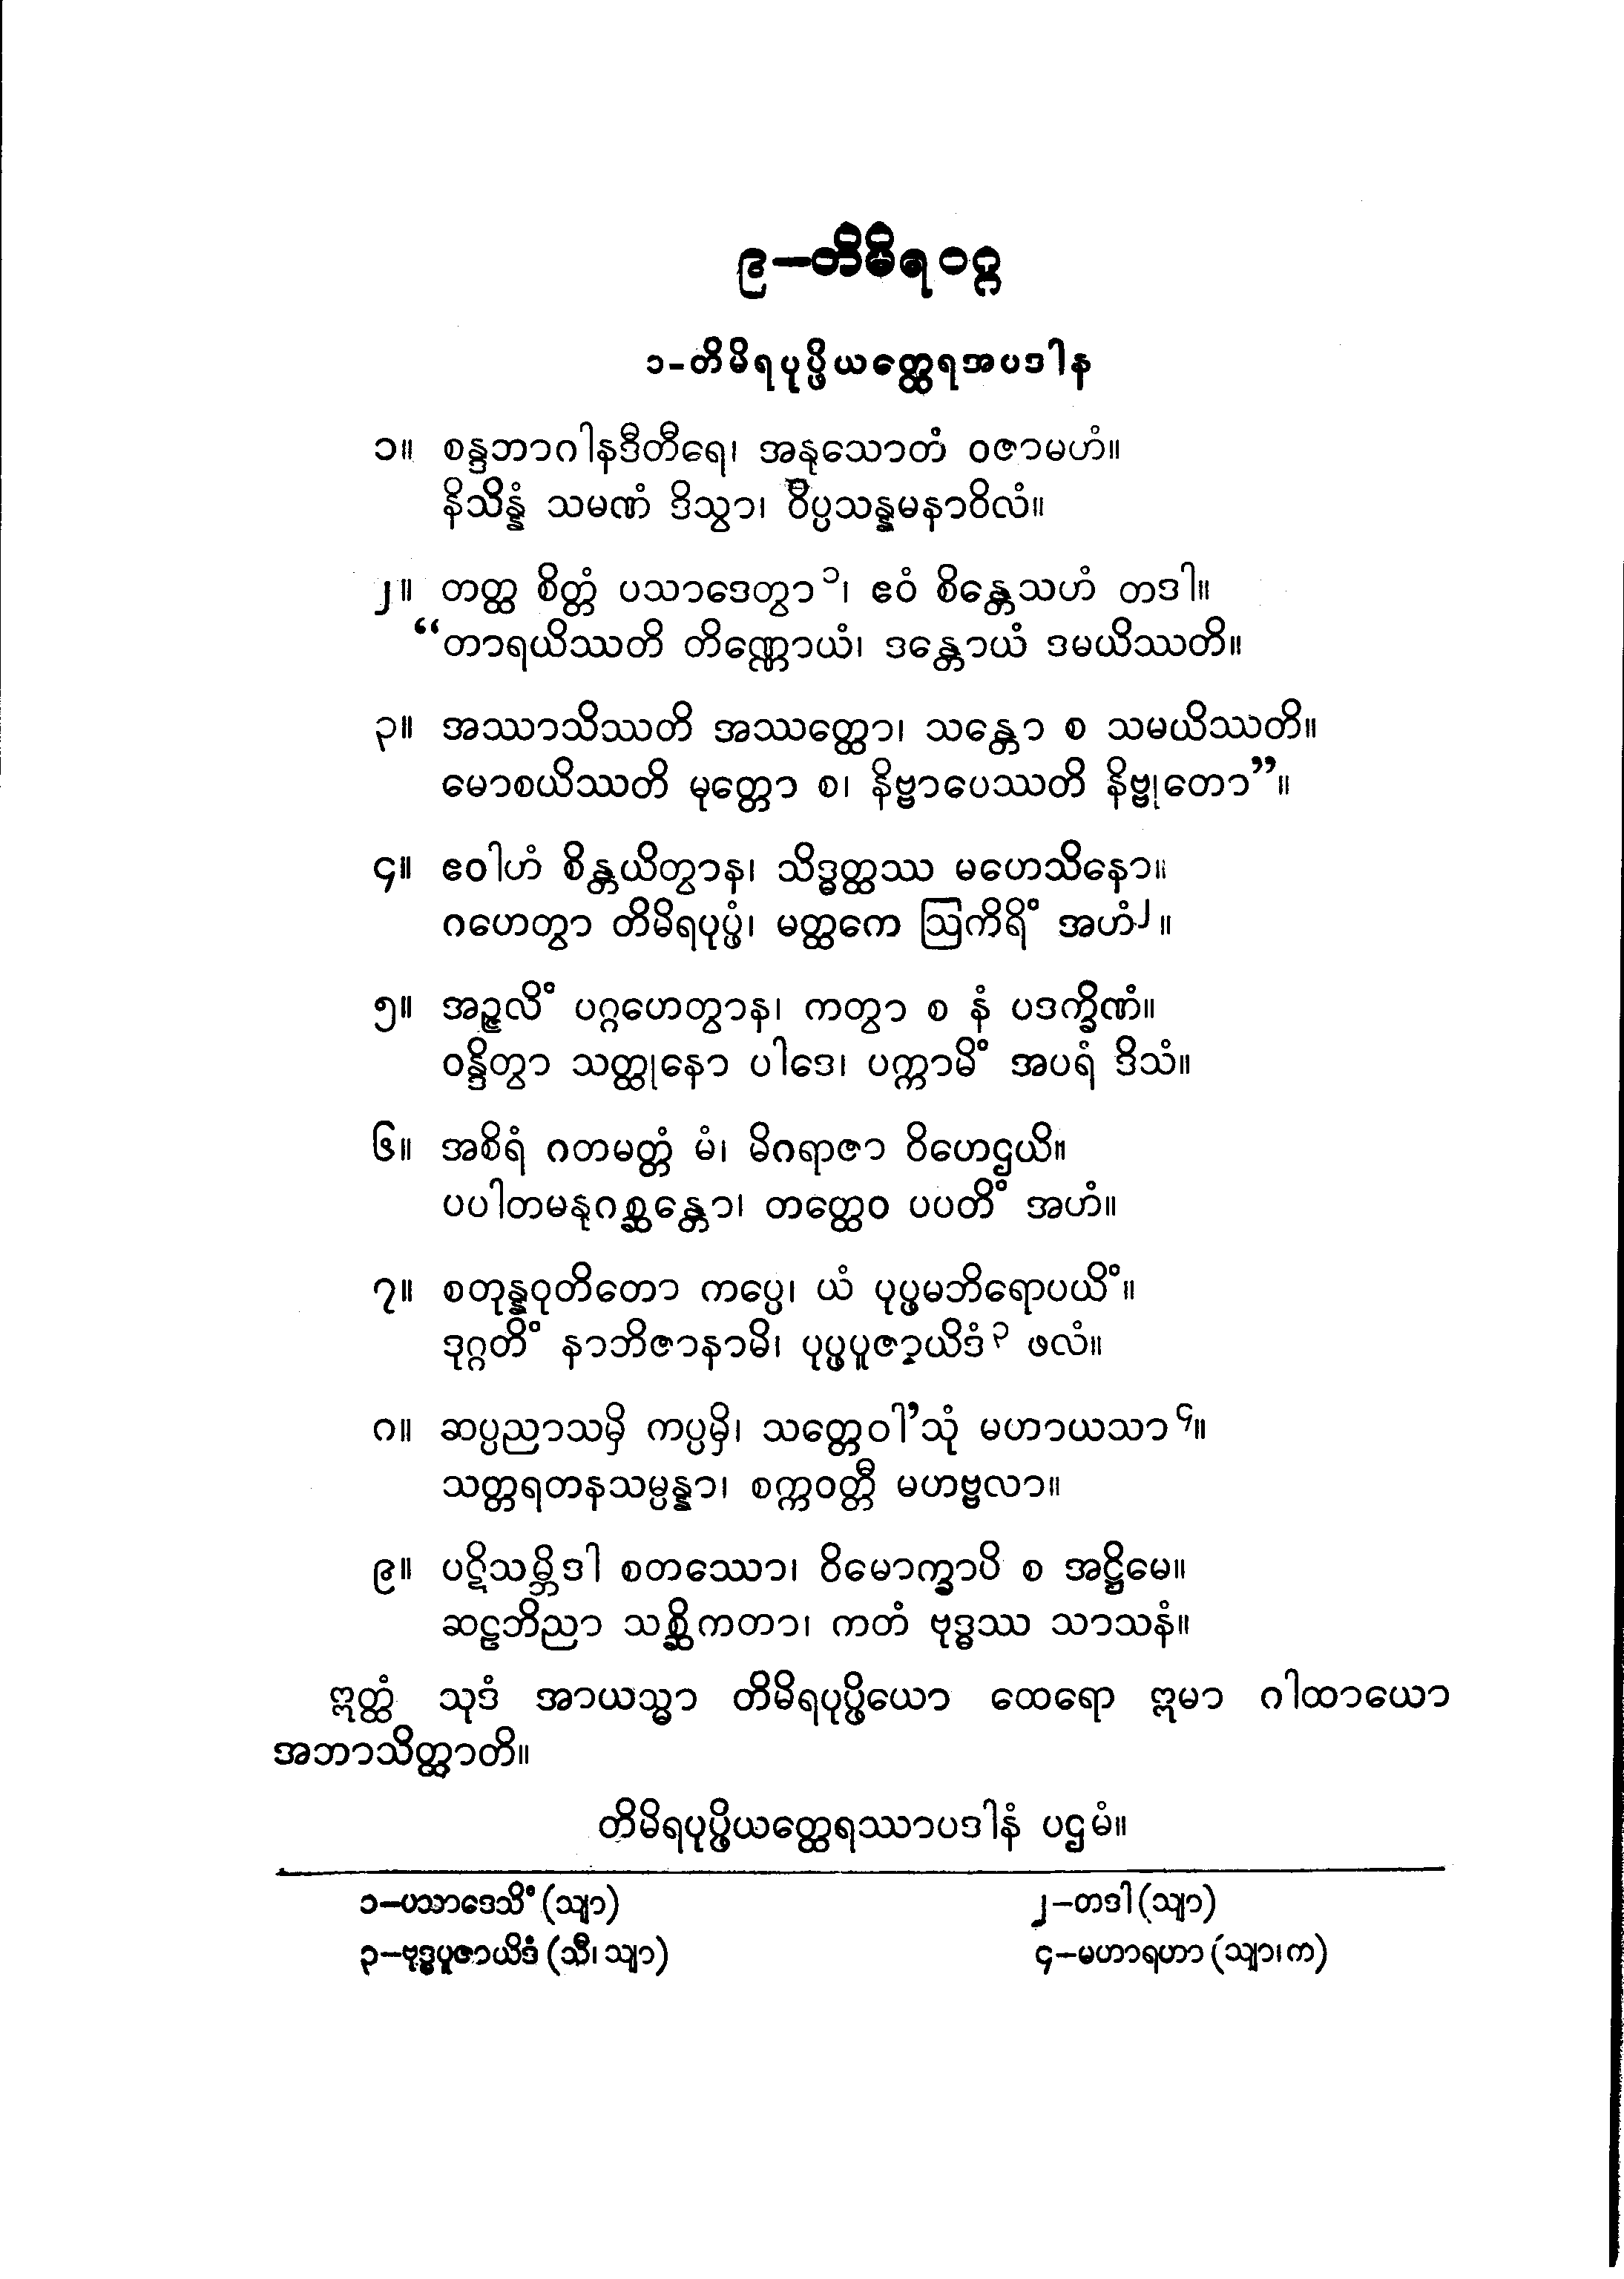 ၉–တိမိရဝဂ္ဂ
၁-တိမိရပုပ္ဖိယတ္ထေရအပဒါန
၁။ စန္ဒဘာဂါနဒီတီရေ၊ အနုသောတံ ဝဇာမဟံ။
နိသိန္နံ သမဏံ ဒိသွာ၊ ဝိပ္ပသန္နမနာဝိလံ။
၂။ တတ္ထ စိတ္တံ ပသာဒေတွာ၁၊ ဧဝံ စိန္တေသဟံ တဒါ။
“တာရယိဿတိ တိဏ္ဏောယံ၊ ဒန္တောယံ ဒမယိဿတိ။
၃။ အဿာသိဿတိ အဿတ္ထော၊ သန္တော စ သမယိဿတိ။
မောစယိဿတိ မုတ္တော စ၊ နိဗ္ဗာပေဿတိ နိဗ္ဗုတော”။
၄။ ဧဝါဟံ စိန္တယိတွာန၊ သိဒ္ဓတ္ထဿ မဟေသိနော။
ဂဟေတွာ တိမိရပုပ္ဖံ၊ မတ္ထကေ ဩကိရိံ အဟံ၂။
၅။ အဉ္ဇလိံ ပဂ္ဂဟေတွာန၊ ကတွာ စ နံ ပဒက္ခိဏံ။
ဝန္ဒိတွာ သတ္ထုနော ပါဒေ၊ ပက္ကာမိံ အပရံ ဒိသံ။
၆။ အစိရံ ဂတမတ္တံ မံ၊ မိဂရာဇာ ဝိဟေဌယိ။
ပပါတမနုဂစ္ဆန္တော၊ တတ္ထေဝ ပပတိံ အဟံ။
၇။ စတုန္နဝုတိတော ကပ္ပေ၊ ယံ ပုပ္ဖမဘိရောပယိံ။
ဒုဂ္ဂတိံ နာဘိဇာနာမိ၊ ပုပ္ဖပူဇာယိဒံ၃ ဖလံ။
၈။ ဆပ္ပညာသမှိ ကပ္ပမှိ၊ သတ္တေဝါ’သုံ မဟာယသာ၄။
သတ္တရတနသမ္ပန္နာ၊ စက္ကဝတ္တီ မဟဗ္ဗလာ။
၉။ ပဋိသမ္ဘိဒါ စတဿော၊ ဝိမောက္ခာပိ စ အဋ္ဌိမေ။
ဆဠဘိညာ သစ္ဆိကတာ၊ ကတံ ဗုဒ္ဓဿ သာသနံ။
ဣတ္ထံ သုဒံ အာယသ္မာ တိမိရပုပ္ဖိယော ထေရော ဣမာ ဂါထာယော
အဘာသိတ္ထာတိ။
တိမိရပုပ္ဖိယတ္ထေရဿာပဒါနံ ပဌမံ။
၁–ပသာဒေသိံ (သျာ) ၂–တဒါ (သျာ)
၃–ဗုဒ္ဓပူဇာယိဒံ (သီ၊ သျာ) ၄–မဟာရဟာ (သျာ၊ က)